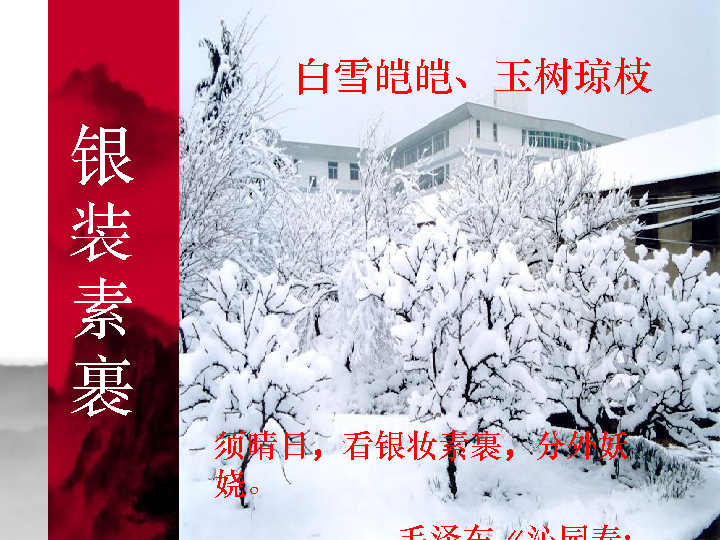 白雪皑皑、玉树琼枝
银装素裹
须晴日，看银妆素裹，分外妖
娆。
毛泽东《沁园春: